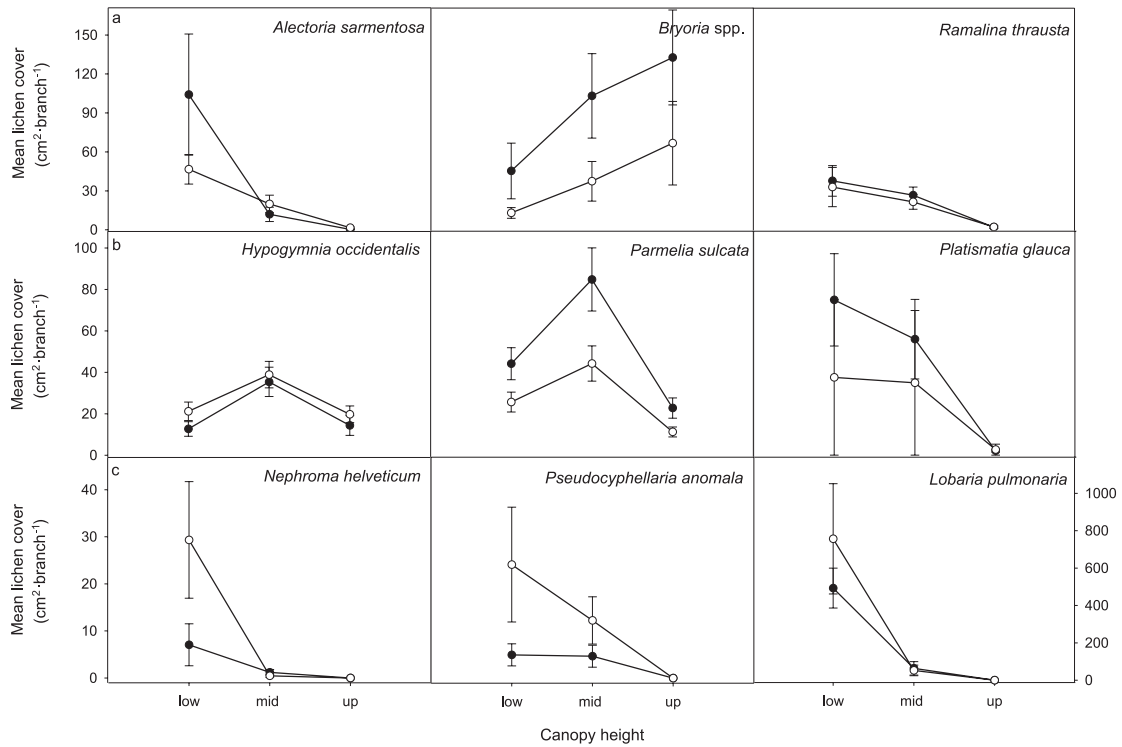 a
Alectoria sarmentosa
Bryoria spp.
Ramalina thrausta
Mean lichen cover
(cm²·branch⁻¹)
150
120
90
60
30
0
b
Hypogymnia occidentalis
Parmelia sulcata
Platismatia glauca
Mean lichen cover
(cm²·branch⁻¹)
100
80
60
40
20
0
c
Nephroma helveticum
Pseudocyphellaria anomala
Lobaria pulmonaria
Mean lichen cover
(cm²·branch⁻¹)
40
30
20
10
0
1000
800
600
400
200
0
low mid up low mid up low mid up
Canopy height